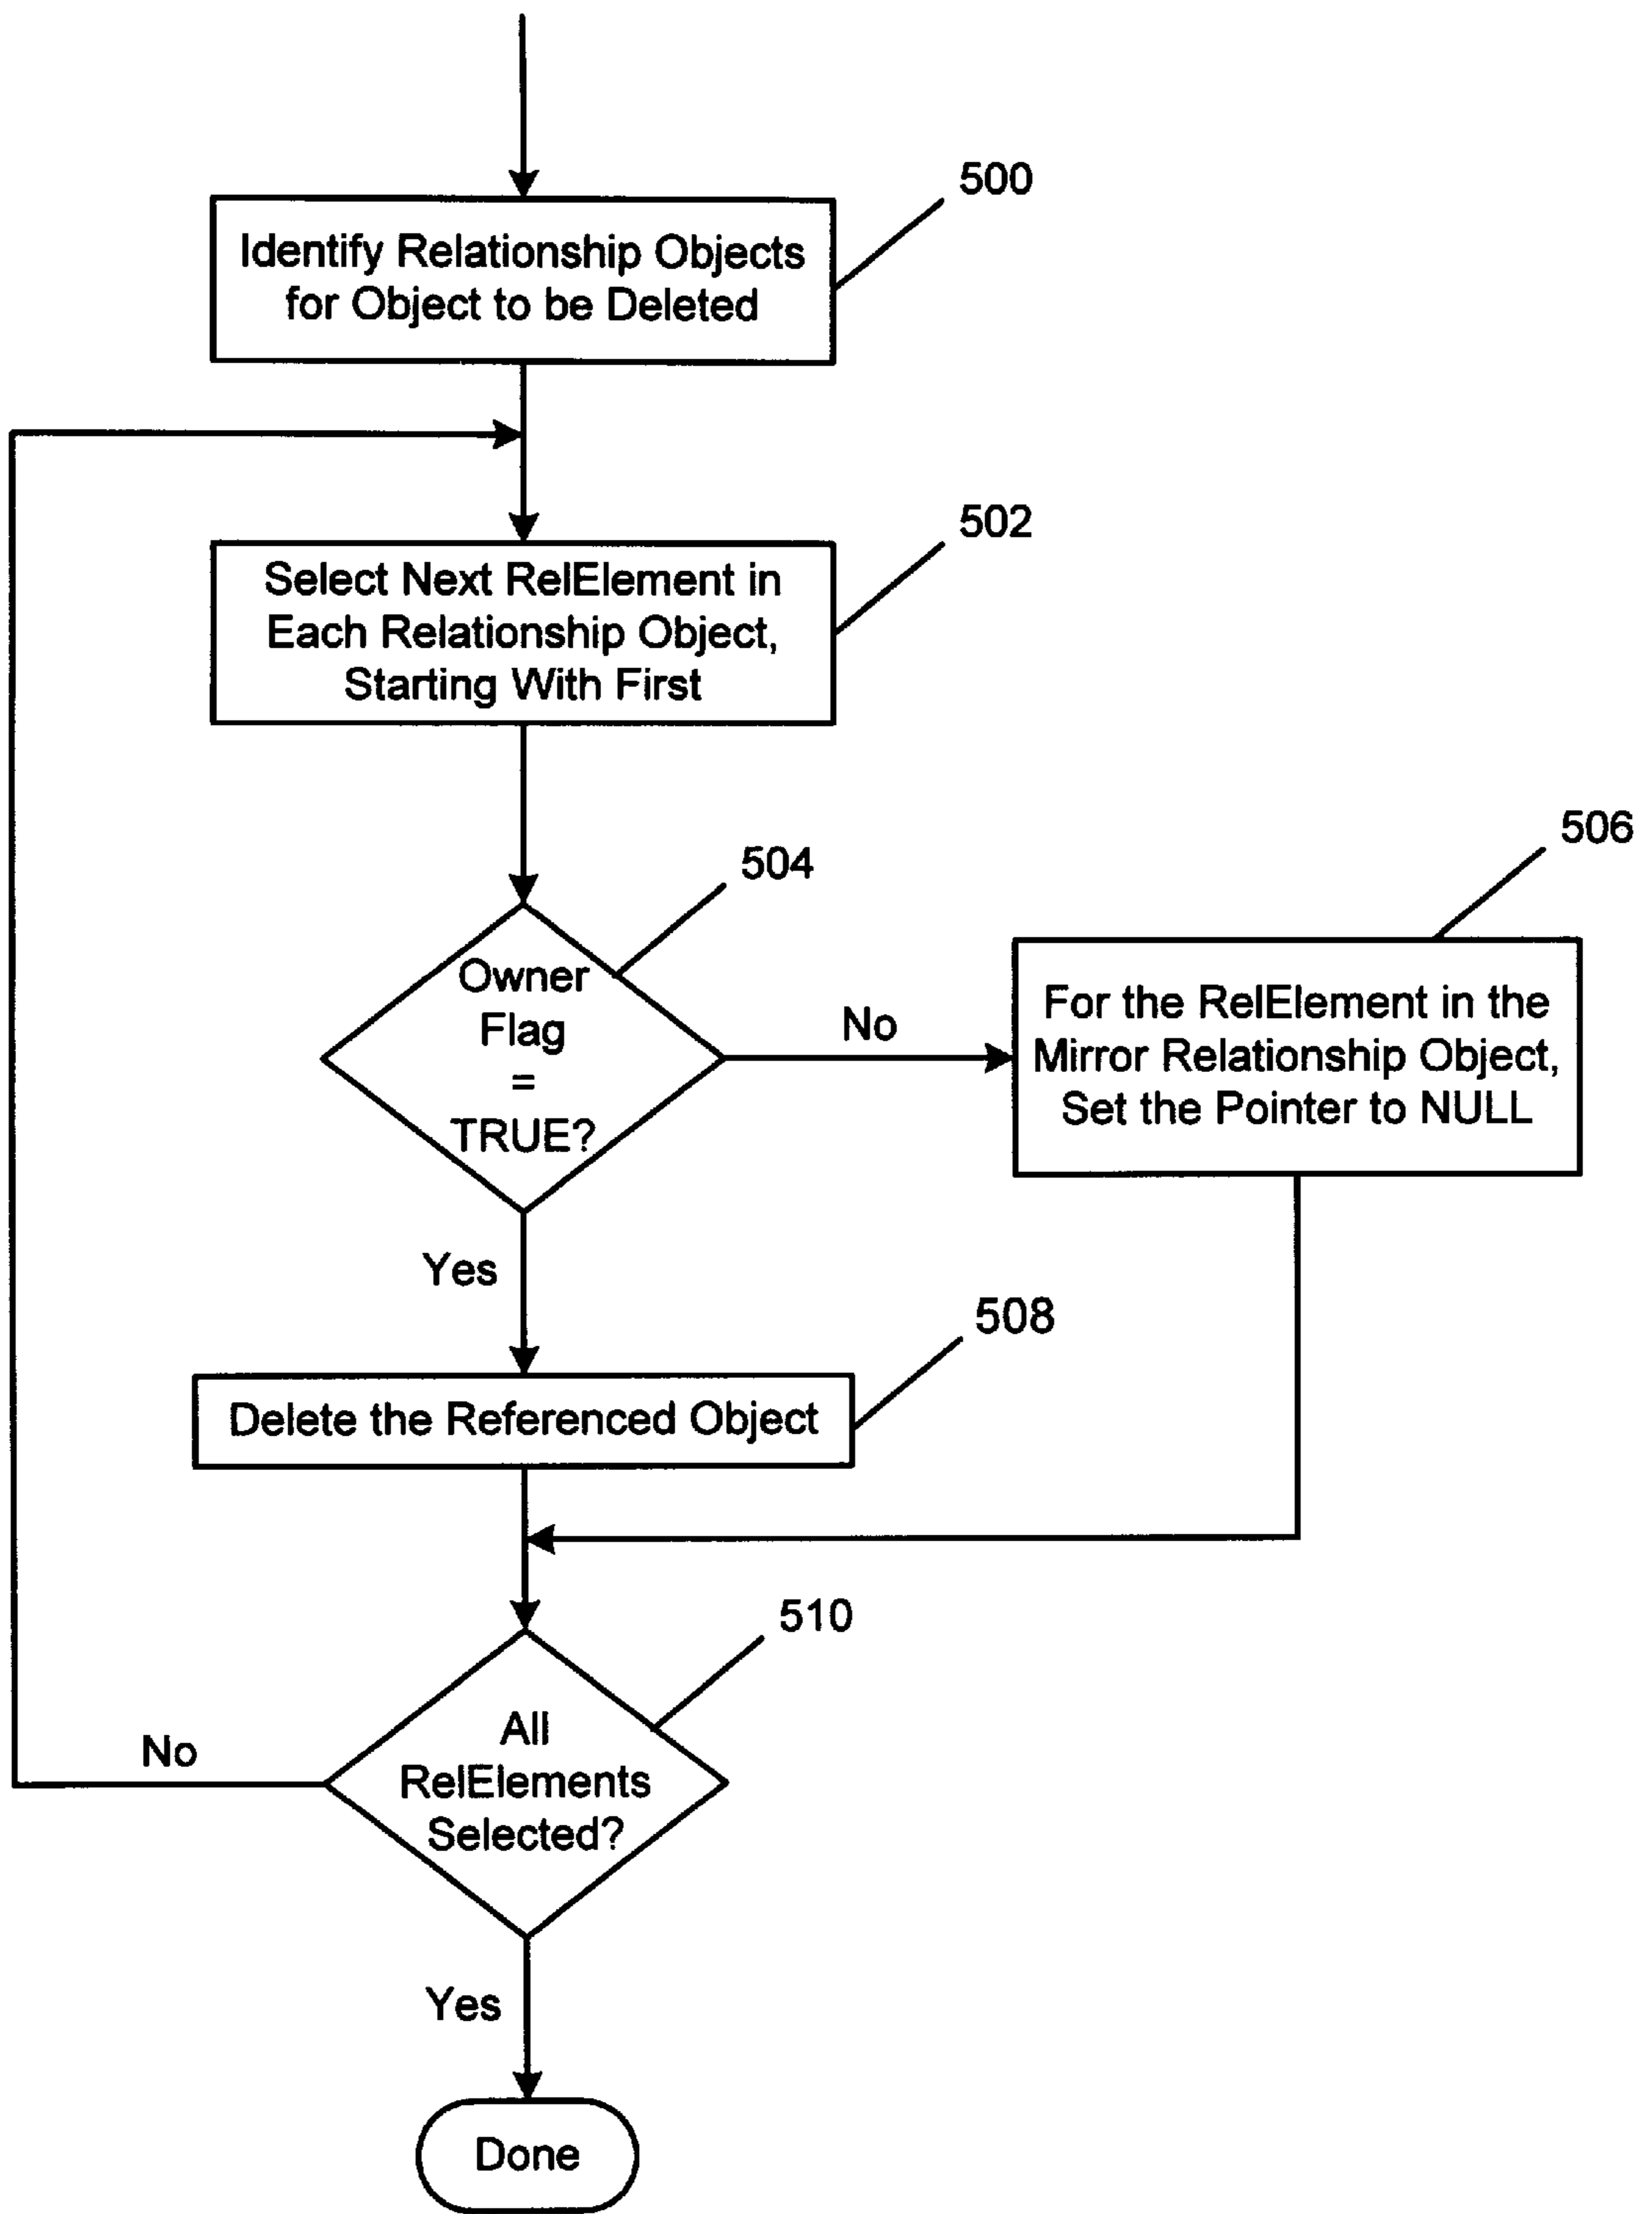 500
Identify Relationship Objects
for Object to be Deleted
502
Select Next RelElement in
Each Relationship Object,
Starting With First
504
Owner
Flag
=
TRUE?
No
506
For the RelElement in the
Mirror Relationship Object,
Set the Pointer to NULL
Yes
508
Delete the Referenced Object
510
All
RelElements
Selected?
No
Yes
Done